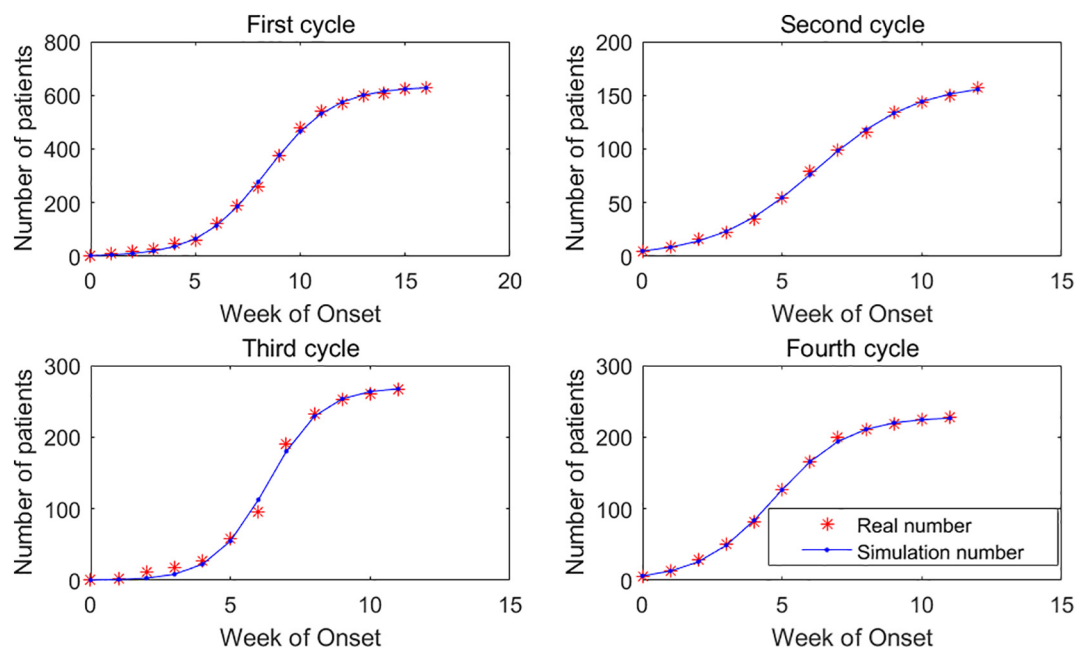 First cycle
Number of patients
800
600
400
200
0
0 5 10 15 20
Week of Onset
Second cycle
Number of patients
200
150
100
50
0
0 5 10 15
Week of Onset
Third cycle
Number of patients
300
200
100
0
0 5 10 15
Week of Onset
Fourth cycle
Number of patients
300
200
100
0
0 5 10 15
Week of Onset
Real number
Simulation number